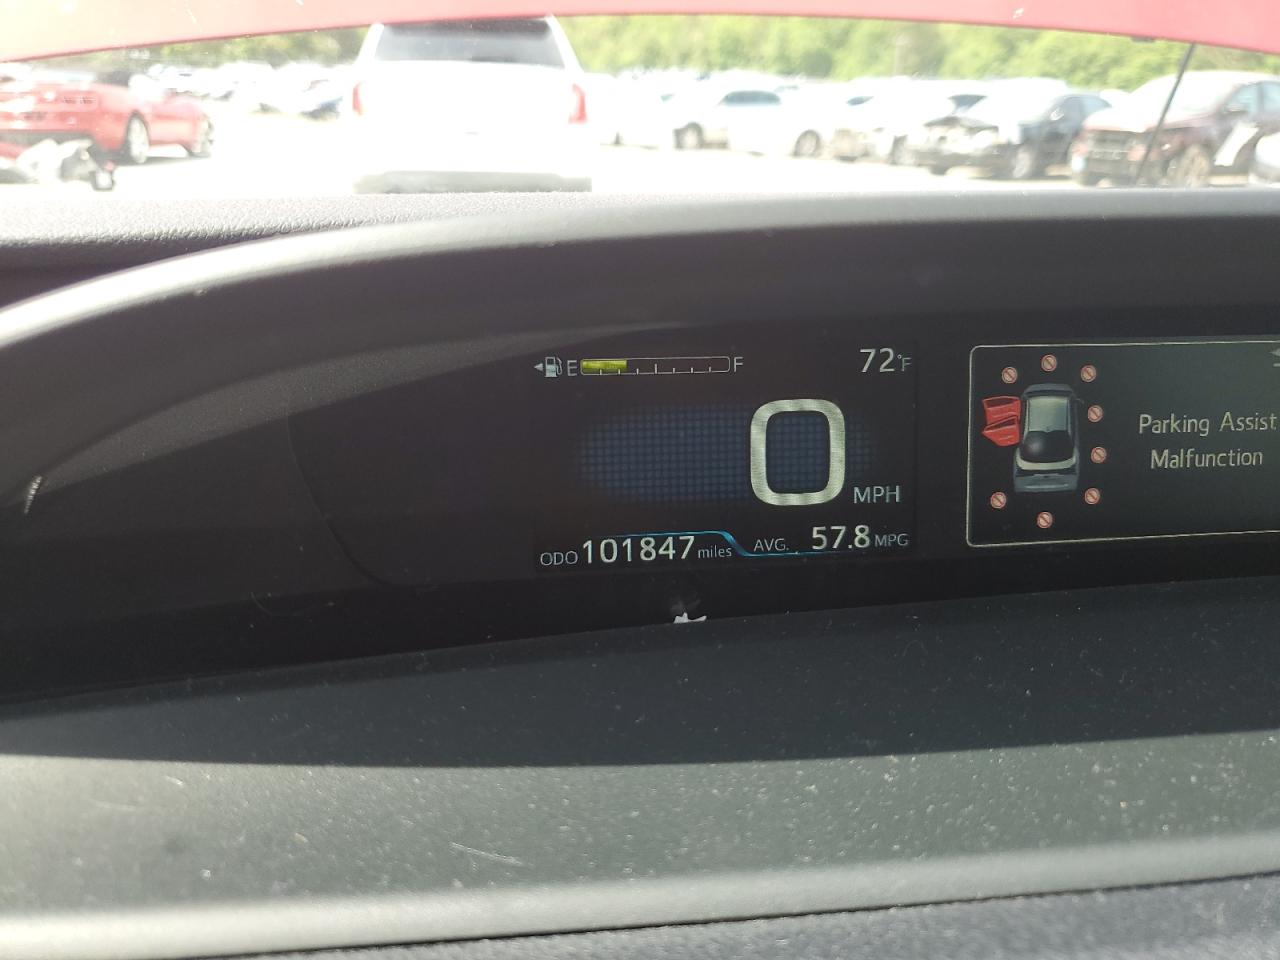 E F 72°F
0 MPH
ODO 101847 miles AVG. 57.8 MPG
Parking Assist
Malfunction